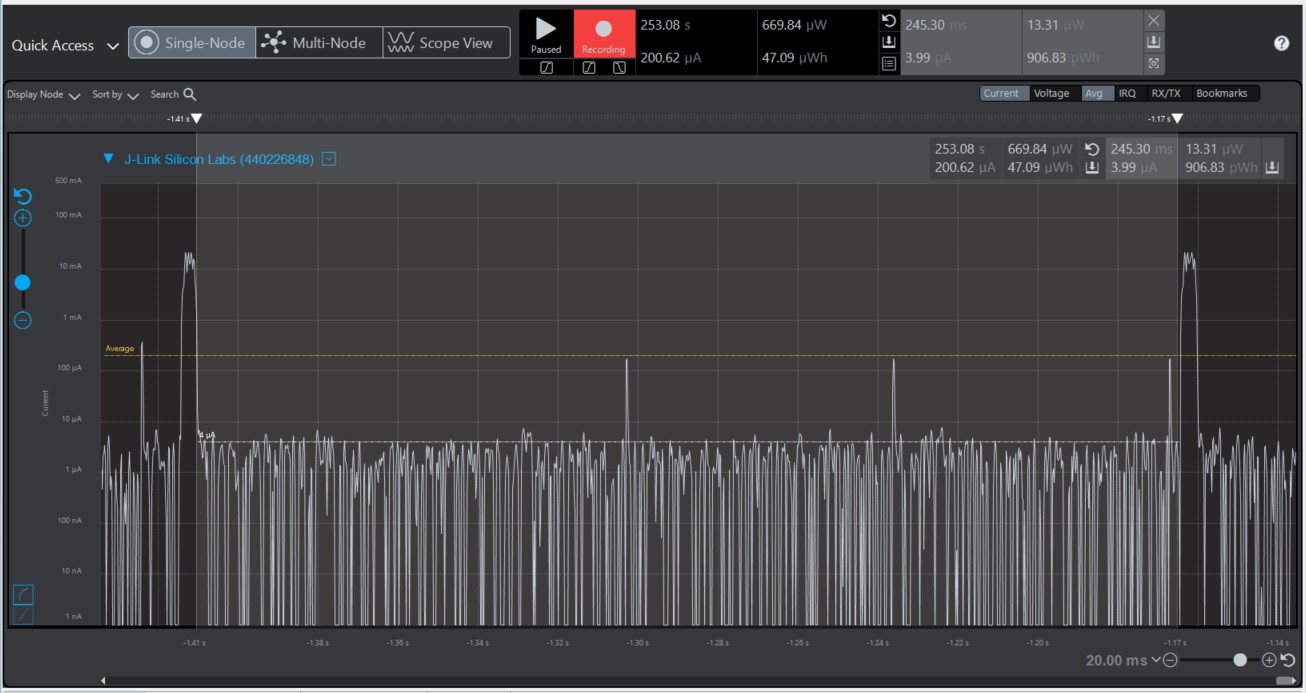 Quick Access Single-Node Multi-Node Scope View
Paused Recording
253.08 s 669.84 µW 245.30 ms 13.31 µW
200.62 µA 47.09 µWh 3.99 µA 906.83 pWh
Display Node Sort by Search Current Voltage Avg IRQ RX/TX Bookmarks
-1.41 s -1.17 s
J-Link Silicon Labs (440226848)
253.08 s 669.84 µW 245.30 ms 13.31 µW
200.62 µA 47.09 µWh 3.99 µA 906.83 pWh
500 mA
100 mA
10 mA
1 mA
Average
100 µA
Current
10 µA
4 µA
1 µA
100 nA
10 nA
1 nA
-1.41 s -1.38 s -1.36 s -1.34 s -1.32 s -1.30 s -1.28 s -1.26 s -1.24 s -1.22 s -1.20 s -1.17 s -1.14 s
20.00 ms